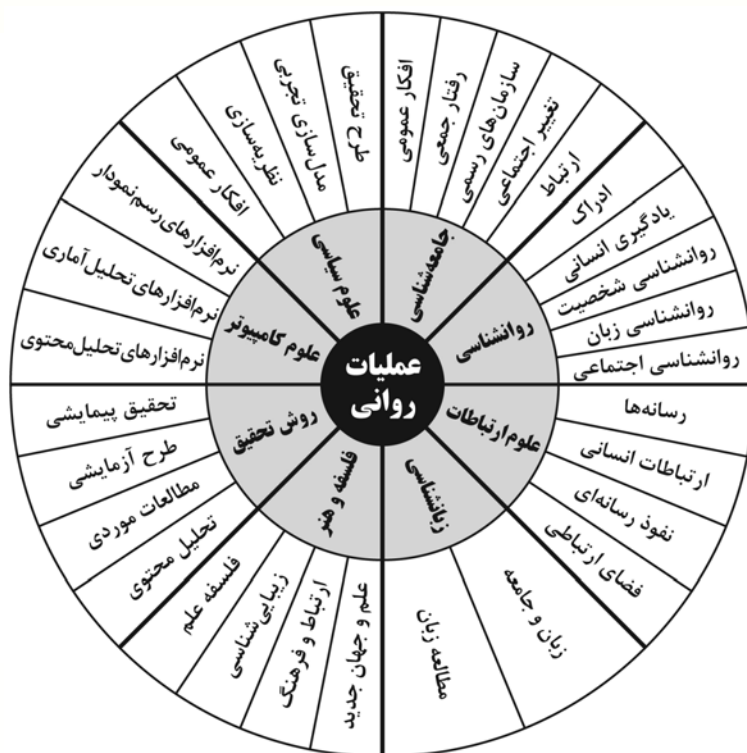 عملیات
روانی
جامعه‌شناسی
افکار عمومی
رفتار جمعی
سازمان‌های رسمی
تغییر اجتماعی
ارتباط
روانشناسی
ادراک
یادگیری انسانی
روانشناسی شخصیت
روانشناسی زبان
روانشناسی اجتماعی
علوم ارتباطات
رسانه‌ها
ارتباطات انسانی
نفوذ رسانه‌ای
فضای ارتباطی
زبانشناسی
زبان و جامعه
مطالعه زبان
فلسفه و هنر
علم و جهان جدید
ارتباط و فرهنگ
زیبایی‌شناسی
فلسفه علم
روش تحقیق
تحلیل محتوی
مطالعات موردی
طرح آزمایشی
تحقیق پیمایشی
علوم کامپیوتر
نرم‌افزارهای تحلیل محتوی
نرم‌افزارهای تحلیل آماری
نرم‌افزارهای رسم نمودار
علوم سیاسی
افکار عمومی
نظریه‌سازی
مدل‌سازی تجربی
طرح تحقیق